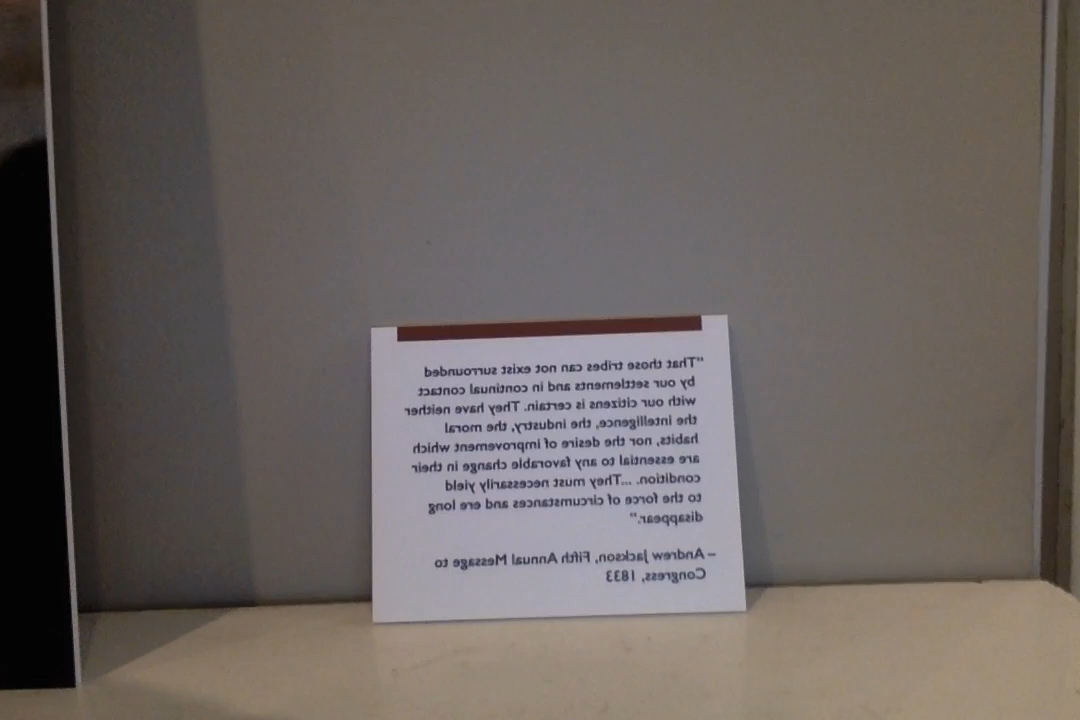 "That those tribes can not exist surrounded
by our settlements and in continual contact
with our citizens is certain. They have neither
the intelligence, the industry, the moral
habits, nor the desire of improvement which
are essential to any favorable change in their
condition. ...They must necessarily yield
to the force of circumstances and ere long
disappear."
– Andrew Jackson, Fifth Annual Message to
Congress, 1833